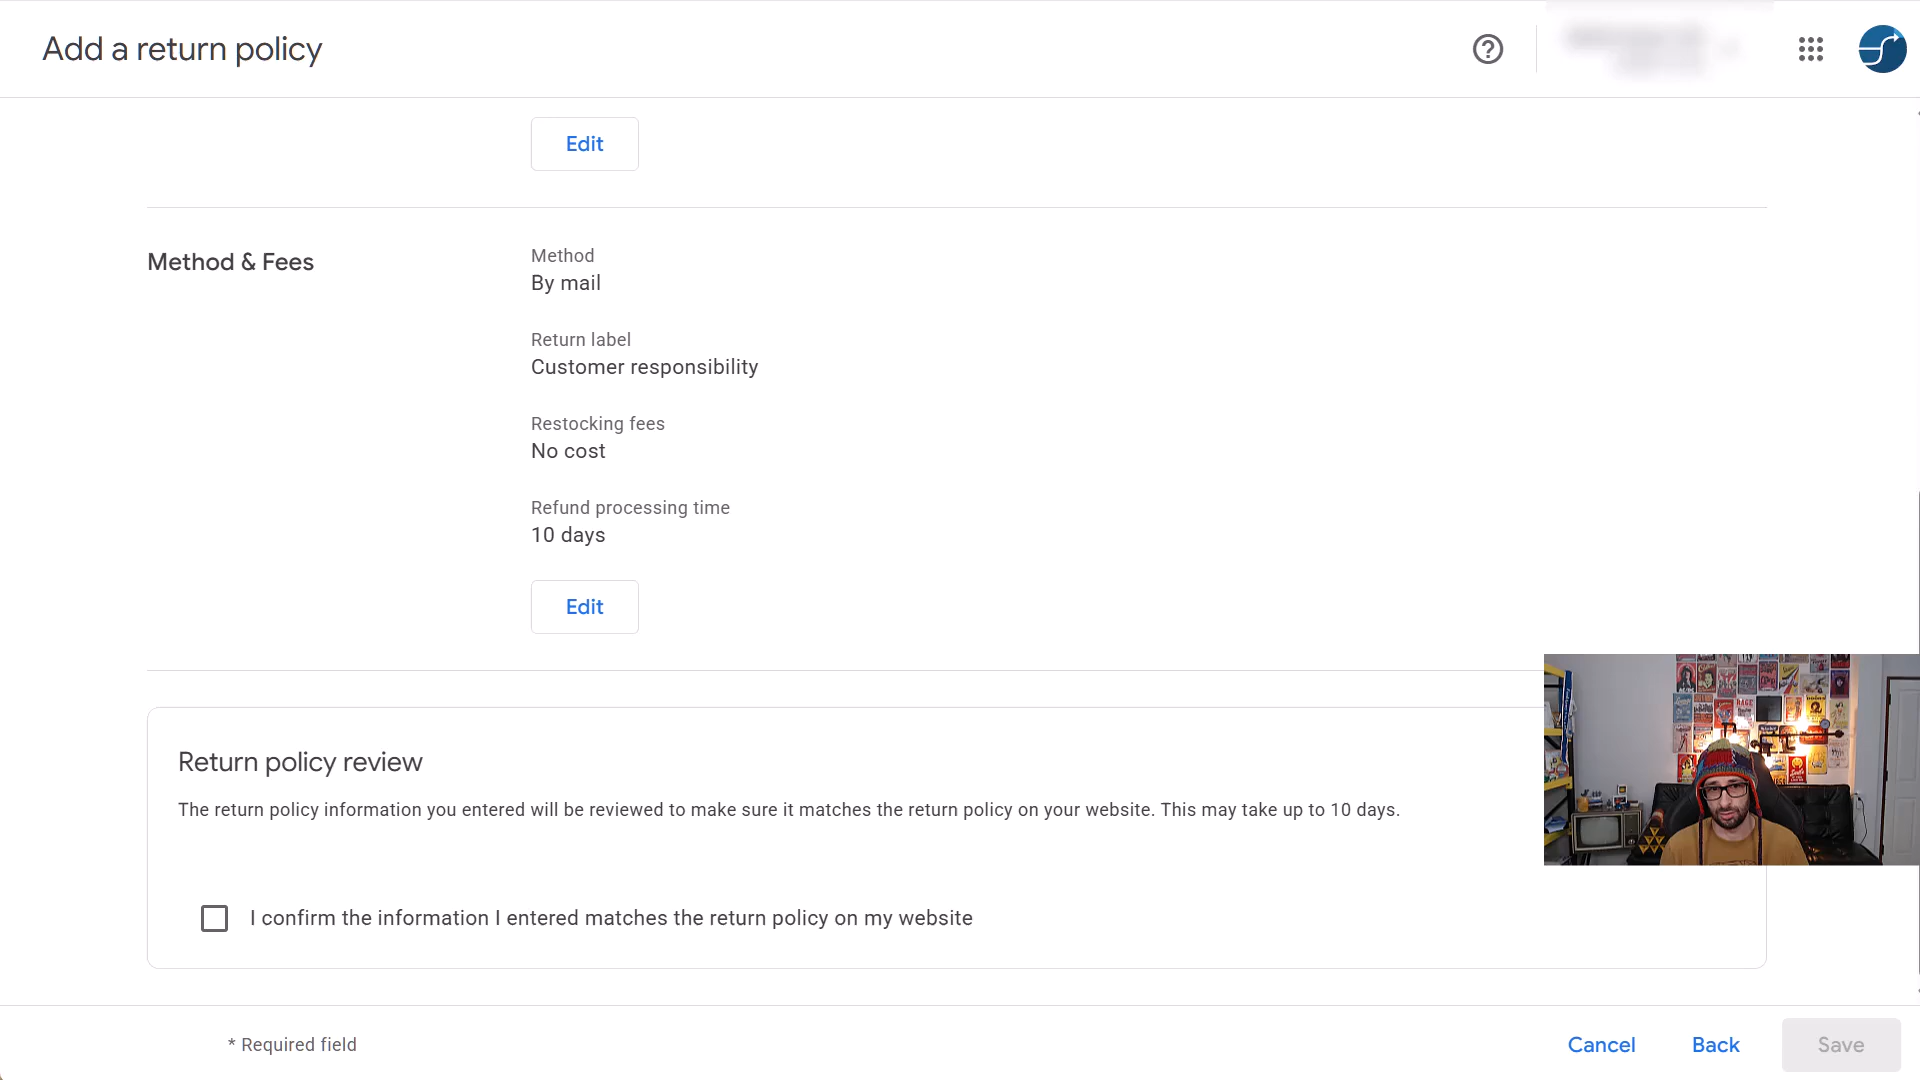 Add a return policy
Edit
Method & Fees
Method
By mail
Return label
Customer responsibility
Restocking fees
No cost
Refund processing time
10 days
Edit
Return policy review
The return policy information you entered will be reviewed to make sure it matches the return policy on your website. This may take up to 10 days.
I confirm the information I entered matches the return policy on my website
* Required field
Cancel
Back
Save